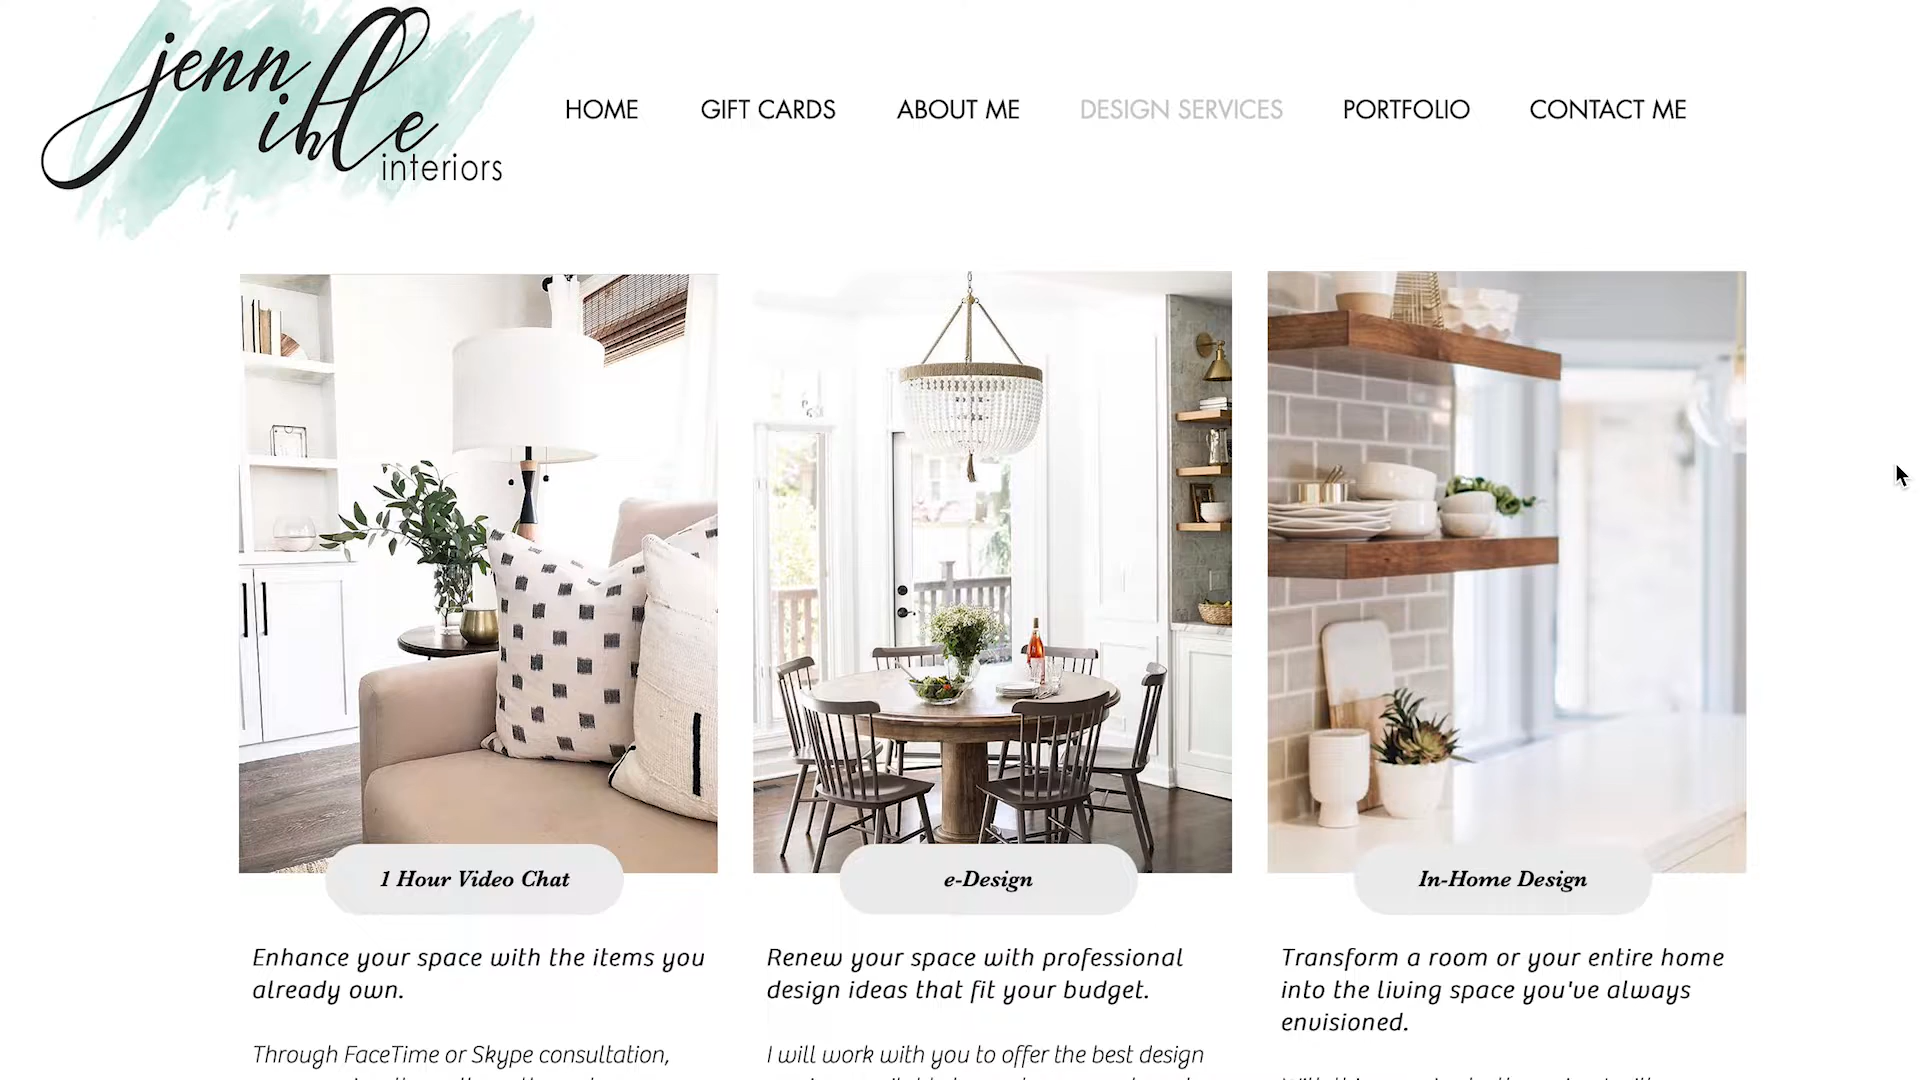 jenn
ihle
interiors
HOME GIFT CARDS ABOUT ME DESIGN SERVICES PORTFOLIO CONTACT ME
1 Hour Video Chat
Enhance your space with the items you
already own.
Through FaceTime or Skype consultation,
e-Design
Renew your space with professional
design ideas that fit your budget.
I will work with you to offer the best design
In-Home Design
Transform a room or your entire home
into the living space you've always
envisioned.